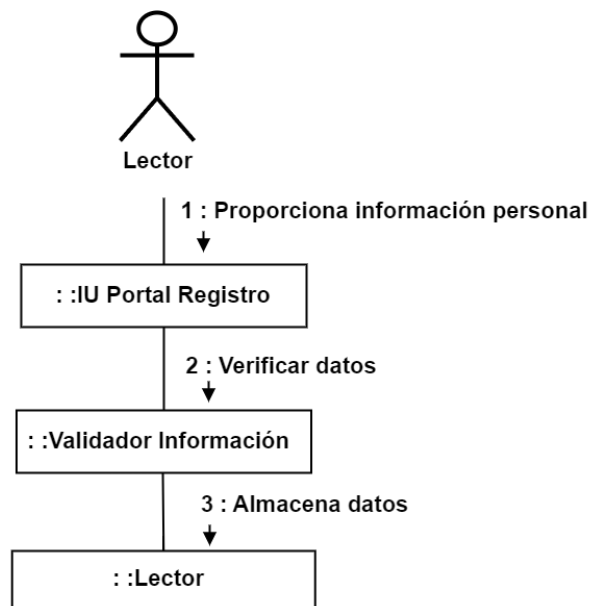 Lector
1 : Proporciona información personal
: :IU Portal Registro
2 : Verificar datos
: :Validador Información
3 : Almacena datos
: :Lector